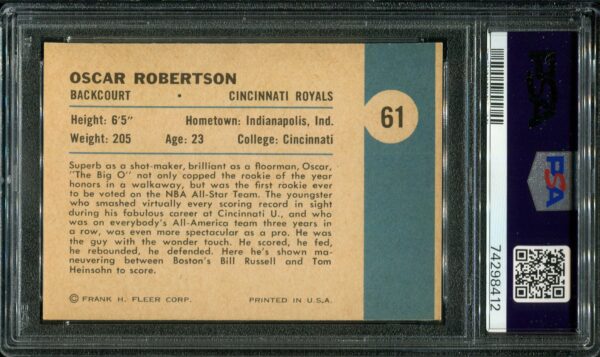 OSCAR ROBERTSON
BACKCOURT • CINCINNATI ROYALS
Height: 6'5" Hometown: Indianapolis, Ind.
Weight: 205 Age: 23 College: Cincinnati
61
Superb as a shot-maker, brilliant as a floorman, Oscar,
"The Big O" not only copped the rookie of the year
honors in a walkaway, but was the first rookie ever
to be voted on the NBA All-Star Team. The youngster
who smashed virtually every scoring record in sight
during his fabulous career at Cincinnati U., and who
was on everybody's All-America team three years in
a row, was even more spectacular as a pro. He was
the guy with the wonder touch. He scored, he fed,
he rebounded, he defended. Here he's shown ma-
neuvering between Boston's Bill Russell and Tom
Heinsohn to score.
© FRANK H. FLEER CORP. PRINTED IN U.S.A.
PSA
PSA
74298412